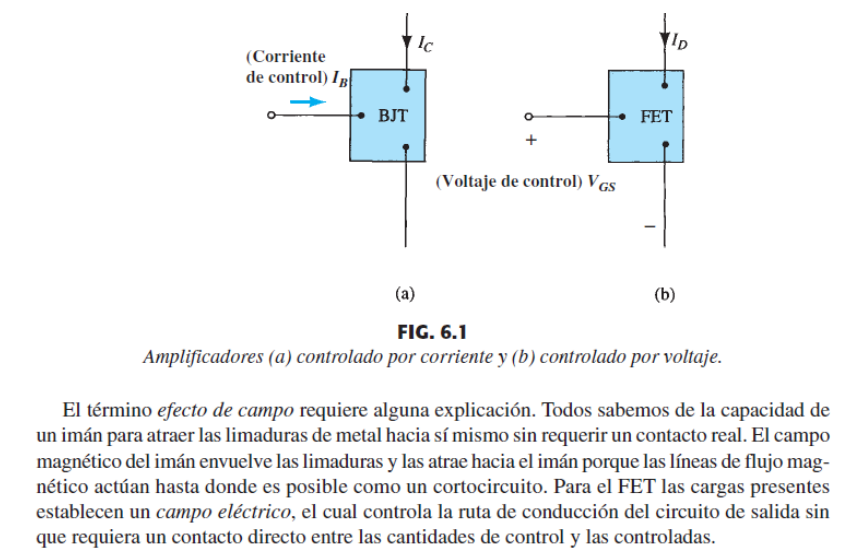 I_C
I_D
(Corriente
de control) I_B
BJT
FET
+
(Voltaje de control) V_GS
–
(a)
(b)
FIG. 6.1
Amplificadores (a) controlado por corriente y (b) controlado por voltaje.
El término efecto de campo requiere alguna explicación. Todos sabemos de la capacidad de
un imán para atraer las limaduras de metal hacia sí mismo sin requerir un contacto real. El campo
magnético del imán envuelve las limaduras y las atrae hacia el imán porque las líneas de flujo mag-
nético actúan hasta donde es posible como un cortocircuito. Para el FET las cargas presentes
establecen un campo eléctrico, el cual controla la ruta de conducción del circuito de salida sin
que requiera un contacto directo entre las cantidades de control y las controladas.